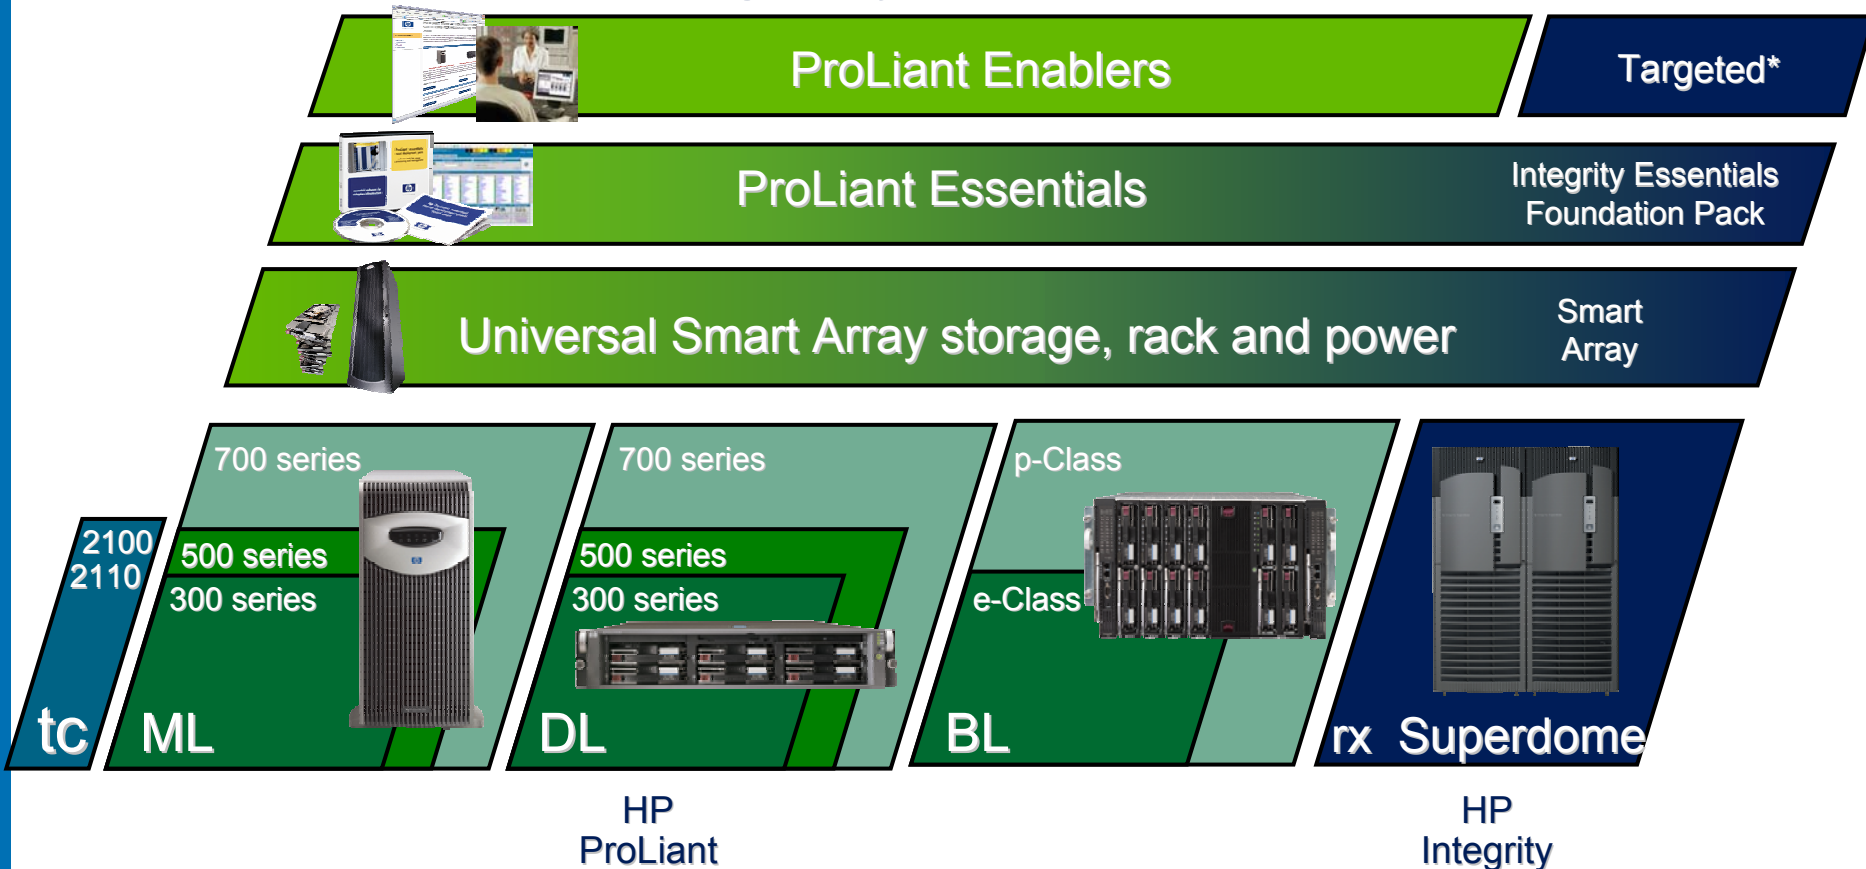 ProLiant Enablers
Targeted*
ProLiant Essentials
Integrity Essentials
Foundation Pack
Universal Smart Array storage, rack and power
Smart
Array
700 series
500 series
300 series
700 series
500 series
300 series
p-Class
e-Class
2100
2110
tc
ML
DL
BL
rx Superdome
HP
ProLiant
HP
Integrity